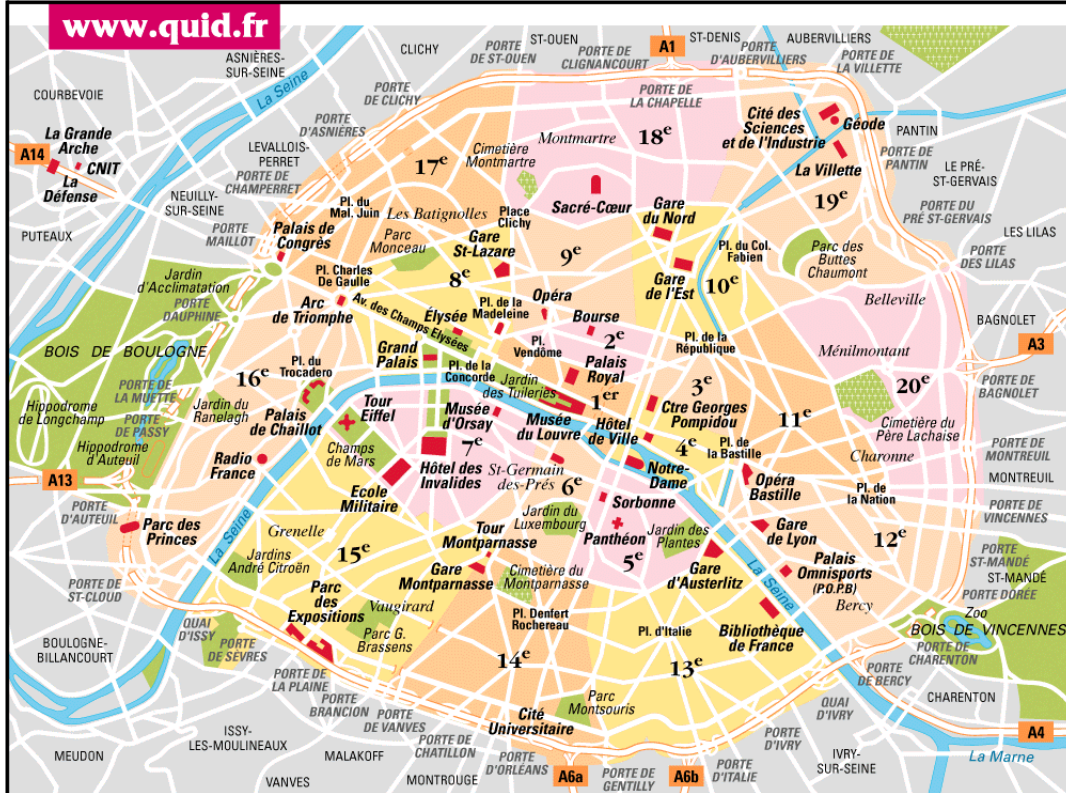 www.quid.fr
ASNIÈRES-
SUR-SEINE
CLICHY
PORTE
DE ST-OUEN
ST-OUEN
PORTE DE
CLIGNANCOURT
A1
ST-DENIS
PORTE
D'AUBERVILLIERS
AUBERVILLIERS
PORTE DE
LA VILLETTE
COURBEVOIE
La Seine
PORTE
DE CLICHY
PORTE DE
LA CHAPELLE
La Grande
Arche
A14
CNIT
La
Défense
PORTE
D'ASNIÈRES
LEVALLOIS-
PERRET
PORTE DE
CHAMPERRET
17e
Cimetière
Montmartre
Montmartre
18e
Cité des
Sciences
et de l'Industrie
Géode
La Villette
PANTIN
PORTE DE
PANTIN
LE PRÉ-
ST-GERVAIS
PUTEAUX
NEUILLY-
SUR-SEINE
PORTE
MAILLOT
Palais de
Congrès
Pl. du
Mal. Juin
Les Batignolles
Parc
Monceau
Place
Clichy
Gare
St-Lazare
Sacré-Cœur
Gare
du Nord
19e
PORTE DU
PRÉ ST-GERVAIS
LES LILAS
PORTE
DES LILAS
Jardin
d'Acclimatation
PORTE
DAUPHINE
Pl. Charles
De Gaulle
8e
9e
Gare
de l'Est
10e
Pl. du Col.
Fabien
Parc des
Buttes
Chaumont
Belleville
Arc
de Triomphe
Av. des Champs Elysées
Élysée
Pl. de la
Madeleine
Opéra
Bourse
BAGNOLET
A3
BOIS DE BOULOGNE
Grand
Palais
Pl. de la
Concorde
Pl.
Vendôme
2e
Palais
Royal
Pl. de la
République
Ménilmontant
20e
PORTE DE
BAGNOLET
PORTE DE
LA MUETTE
16e
Pl. du
Trocadero
Jardin
des Tuileries
1er
3e
11e
Hippodrome
de Longchamp
PORTE
DE PASSY
Jardin du
Ranelagh
Palais
de Chaillot
Tour
Eiffel
Musée
d'Orsay
Musée
du Louvre
Hôtel
de Ville
Ctre Georges
Pompidou
Cimetière du
Père Lachaise
Hippodrome
d'Auteuil
Radio
France
Champs
de Mars
7e
4e
Pl. de
la Bastille
Charonne
PORTE DE
MONTREUIL
MONTREUIL
A13
Ecole
Militaire
Hôtel des
Invalides
St-Germain
des-Prés
6e
Notre-
Dame
Opéra
Bastille
Pl. de
la Nation
PORTE DE
VINCENNES
PORTE
D'AUTEUIL
Parc des
Princes
La Seine
Grenelle
15e
Tour
Montparnasse
Jardin du
Luxembourg
Sorbonne
Panthéon
Jardin des
Plantes
Gare
de Lyon
12e
PORTE
ST-MANDÉ
ST-MANDÉ
PORTE DE
ST-CLOUD
Jardins
André Citroën
Gare
Montparnasse
Cimetière du
Montparnasse
5e
Gare
d'Austerlitz
La Seine
Palais
Omnisports
(P.O.P.B)
Bercy
PORTE DORÉE
Zoo
BOIS DE VINCENNES
Parc
des
Expositions
Vaugirard
Parc G.
Brassens
Pl. Denfert
Rochereau
Pl. d'Italie
Bibliothèque
de France
PORTE DE
CHARENTON
BOULOGNE-
BILLANCOURT
QUAI
D'ISSY
PORTE
DE SÈVRES
PORTE DE
LA PLAINE
14e
13e
PORTE
DE BERCY
CHARENTON
PORTE
BRANCION
PORTE
DE VANVES
Cité
Universitaire
Parc
Montsouris
QUAI
D'IVRY
A4
La Marne
MEUDON
ISSY-
LES-MOULINEAUX
MALAKOFF
VANVES
PORTE DE
CHATILLON
MONTROUGE
PORTE
D'ORLÉANS
A6a
PORTE DE
GENTILLY
A6b
PORTE
D'ITALIE
PORTE
D'IVRY
IVRY-
SUR-SEINE